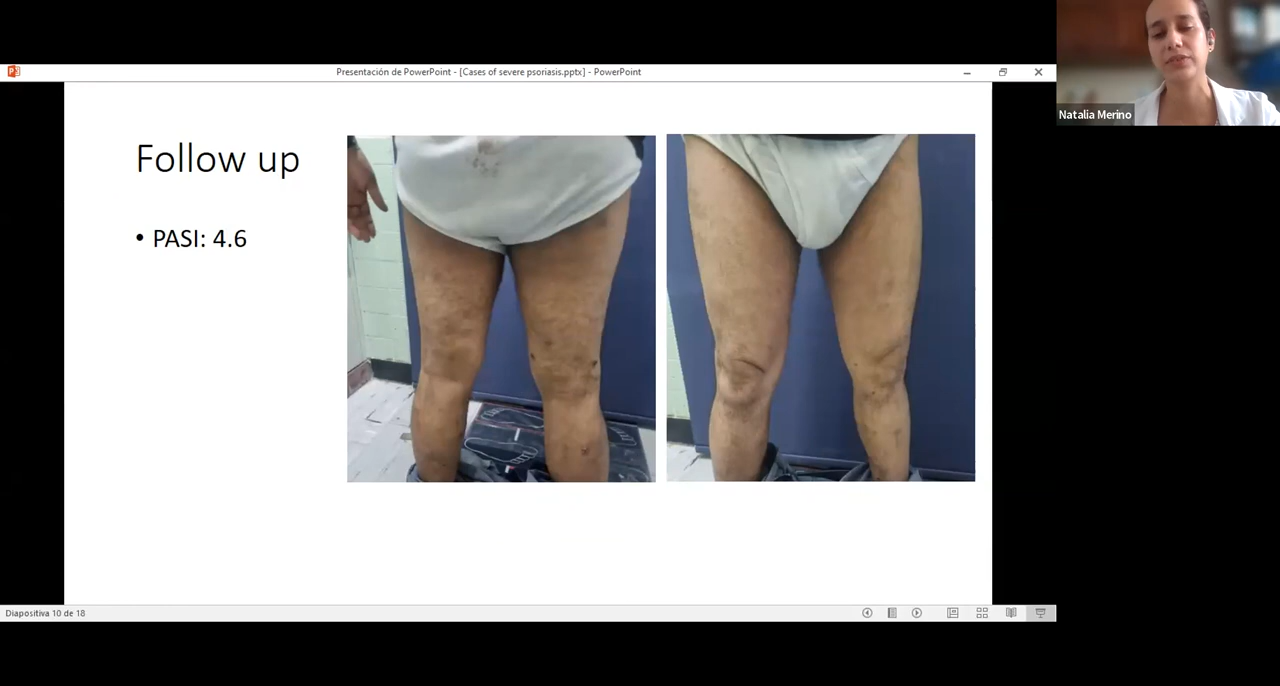 Presentación de PowerPoint - [Cases of severe psoriasis.pptx] - PowerPoint
Natalia Merino
Follow up
• PASI: 4.6
Diapositiva 10 de 18